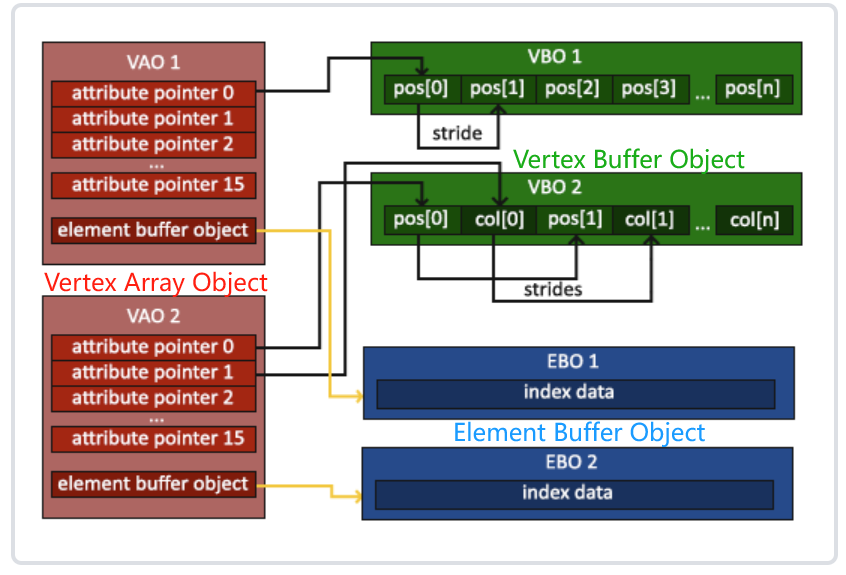 VAO 1
attribute pointer 0
attribute pointer 1
attribute pointer 2
...
attribute pointer 15
element buffer object
Vertex Array Object
VAO 2
attribute pointer 0
attribute pointer 1
attribute pointer 2
...
attribute pointer 15
element buffer object
VBO 1
pos[0] pos[1] pos[2] pos[3] ... pos[n]
stride
Vertex Buffer Object
VBO 2
pos[0] col[0] pos[1] col[1] ... col[n]
strides
EBO 1
index data
Element Buffer Object
EBO 2
index data